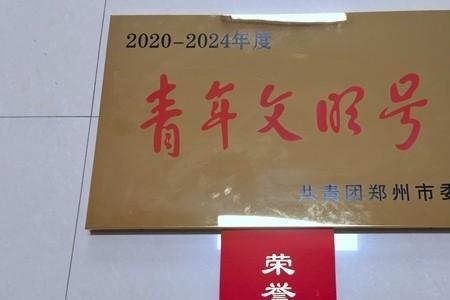 2020-2024年度
青年文明号
共青团郑州市委
荣誉